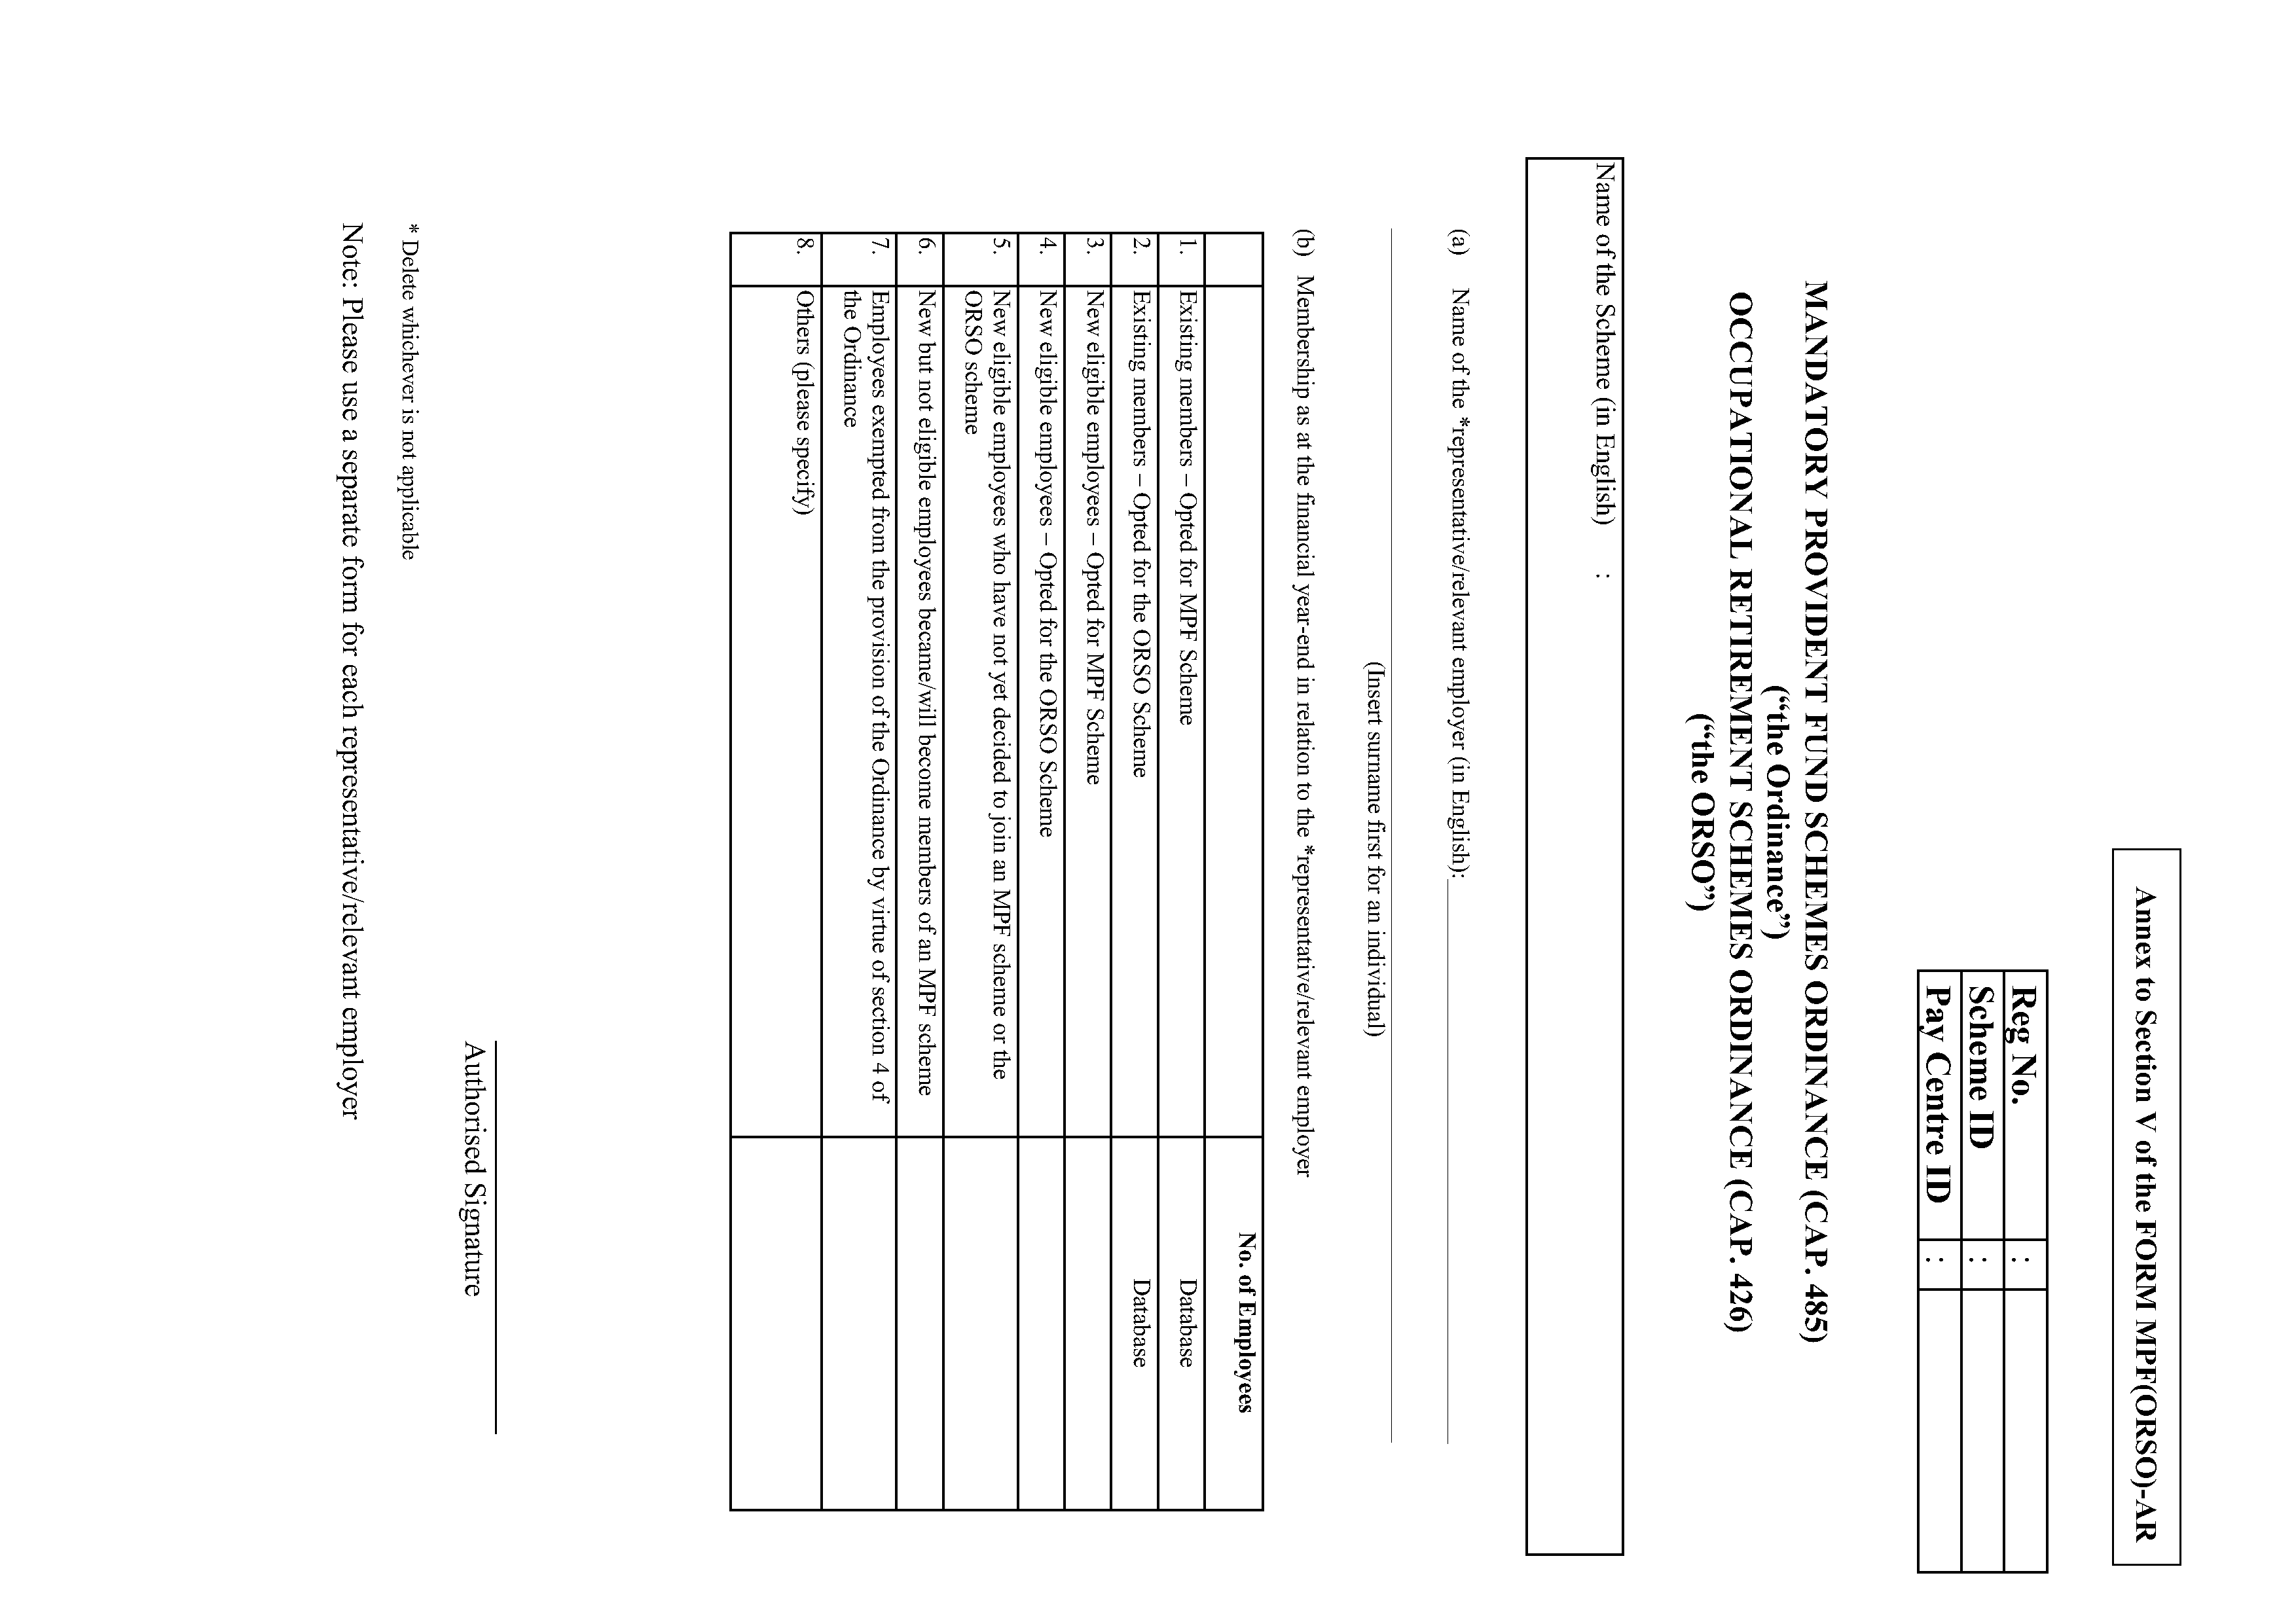 Annex to Section V of the FORM MPF(ORSO)-AR
Reg No. :
Scheme ID :
Pay Centre ID :
MANDATORY PROVIDENT FUND SCHEMES ORDINANCE (CAP. 485)
(“the Ordinance”)
OCCUPATIONAL RETIREMENT SCHEMES ORDINANCE (CAP. 426)
(“the ORSO”)
Name of the Scheme (in English) :
(a) Name of the *representative/relevant employer (in English):
(Insert surname first for an individual)
(b) Membership as at the financial year-end in relation to the *representative/relevant employer
No. of Employees
1. Existing members – Opted for MPF Scheme Database
2. Existing members – Opted for the ORSO Scheme Database
3. New eligible employees – Opted for MPF Scheme
4. New eligible employees – Opted for the ORSO Scheme
5. New eligible employees who have not yet decided to join an MPF scheme or the
ORSO scheme
6. New but not eligible employees became/will become members of an MPF scheme
7. Employees exempted from the provision of the Ordinance by virtue of section 4 of
the Ordinance
8. Others (please specify)
Authorised Signature
* Delete whichever is not applicable
Note: Please use a separate form for each representative/relevant employer